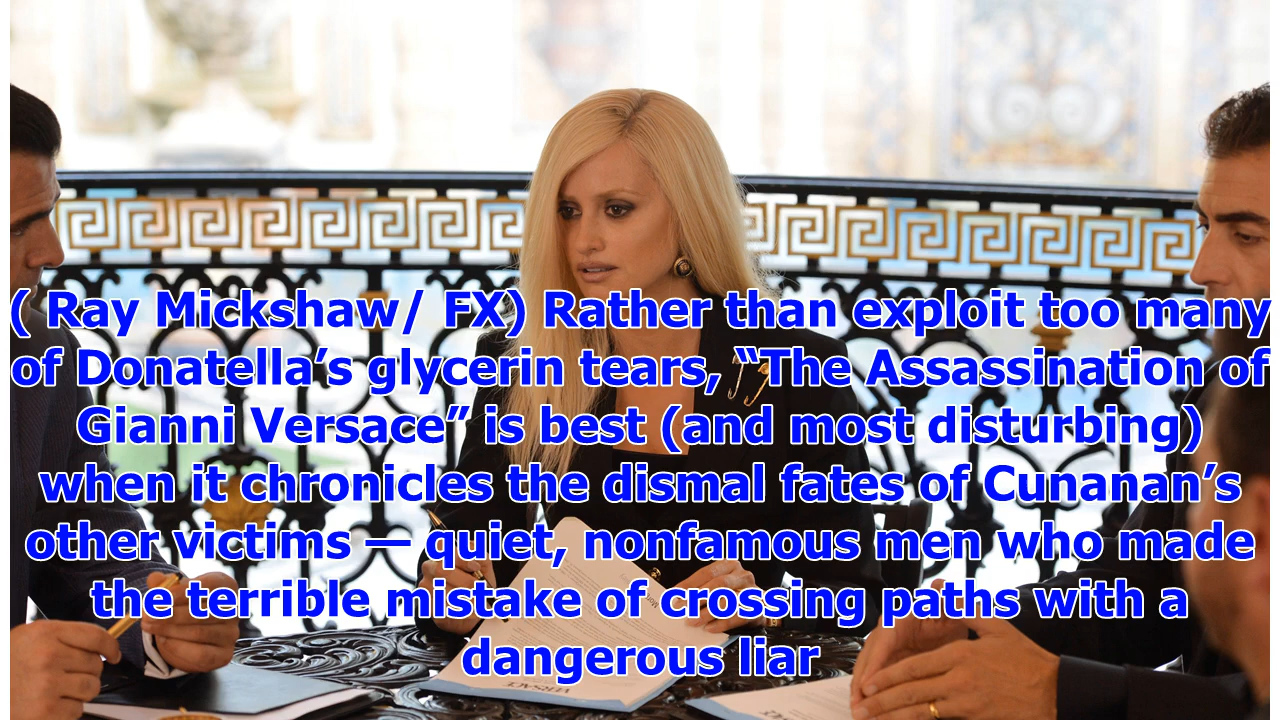 ( Ray Mickshaw/ FX) Rather than exploit too many
of Donatella’s glycerin tears, “The Assassination of
Gianni Versace” is best (and most disturbing)
when it chronicles the dismal fates of Cunanan’s
other victims — quiet, nonfamous men who made
the terrible mistake of crossing paths with a
dangerous liar